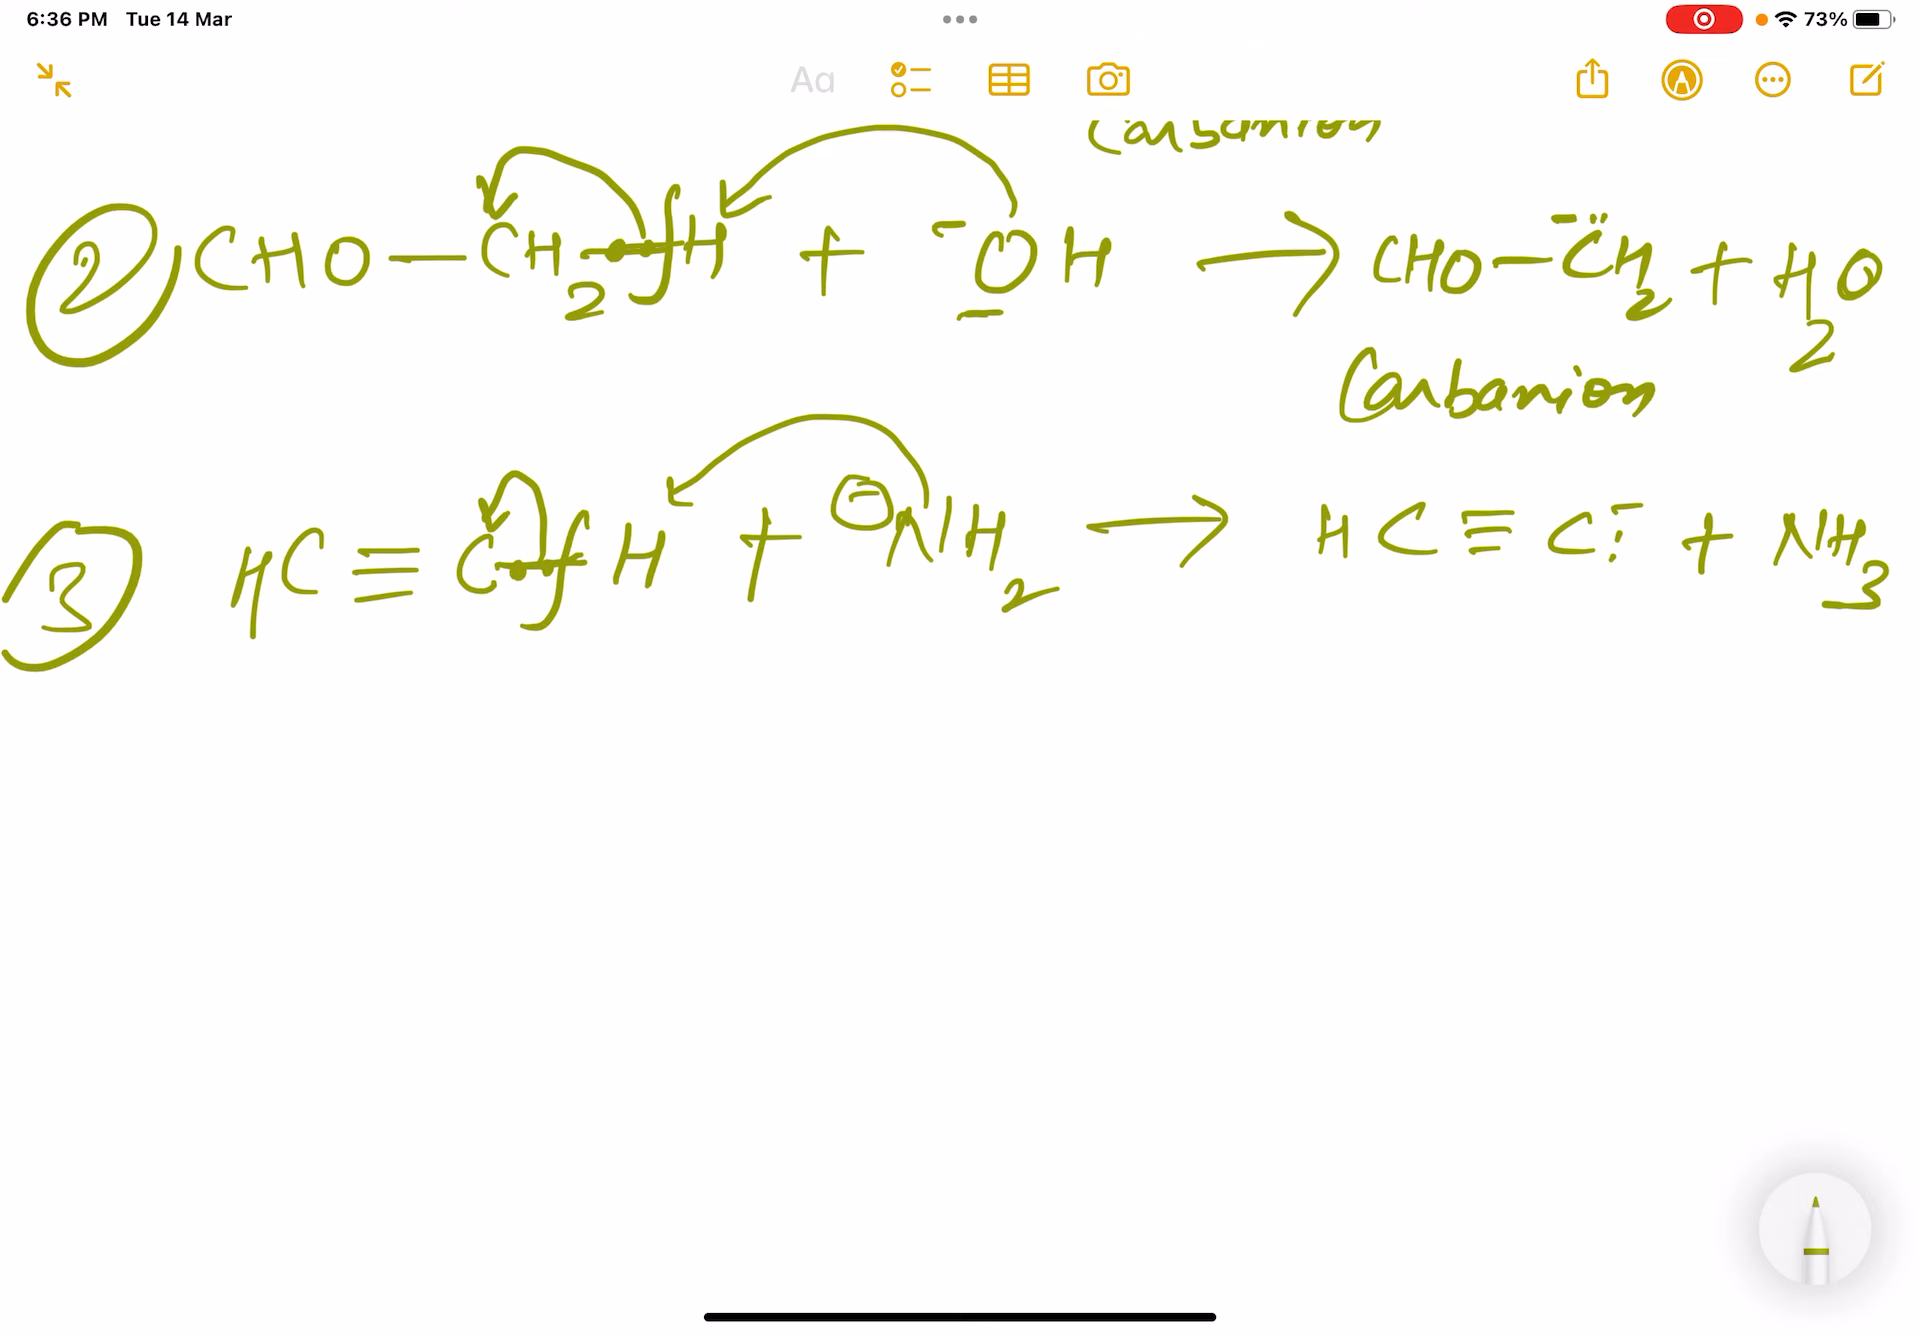 6:36 PM Tue 14 Mar 73%
Aa
Carbanion
2 CHO—CH₂—H + ⁻OH → CHO—C̈H₂⁻ + H₂O
Carbanion
3 HC≡C—H + ⊖NH₂ → HC≡C:⁻ + NH₃